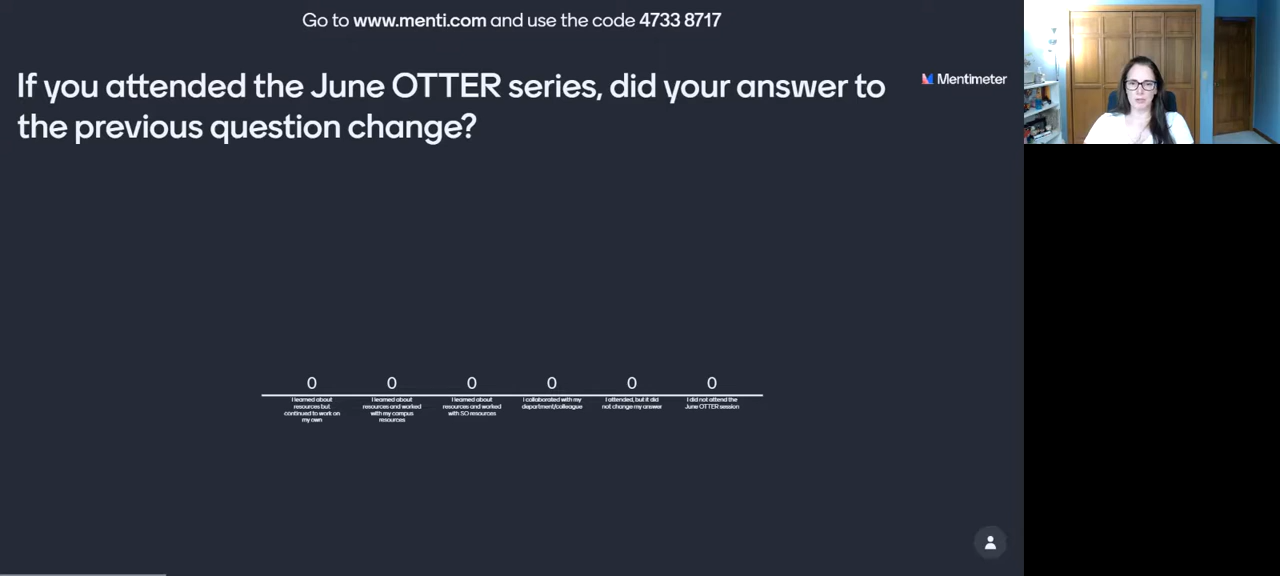 Go to www.menti.com and use the code 4733 8717
If you attended the June OTTER series, did your answer to
the previous question change?
Mentimeter
0
I learned about
resources but
continued to work on
my own
0
I learned about
resources and worked
with my campus
resources
0
I learned about
resources and worked
with SO resources
0
I collaborated with my
department/colleague
0
I attended, but it did
not change my answer
0
I did not attend the
June OTTER session